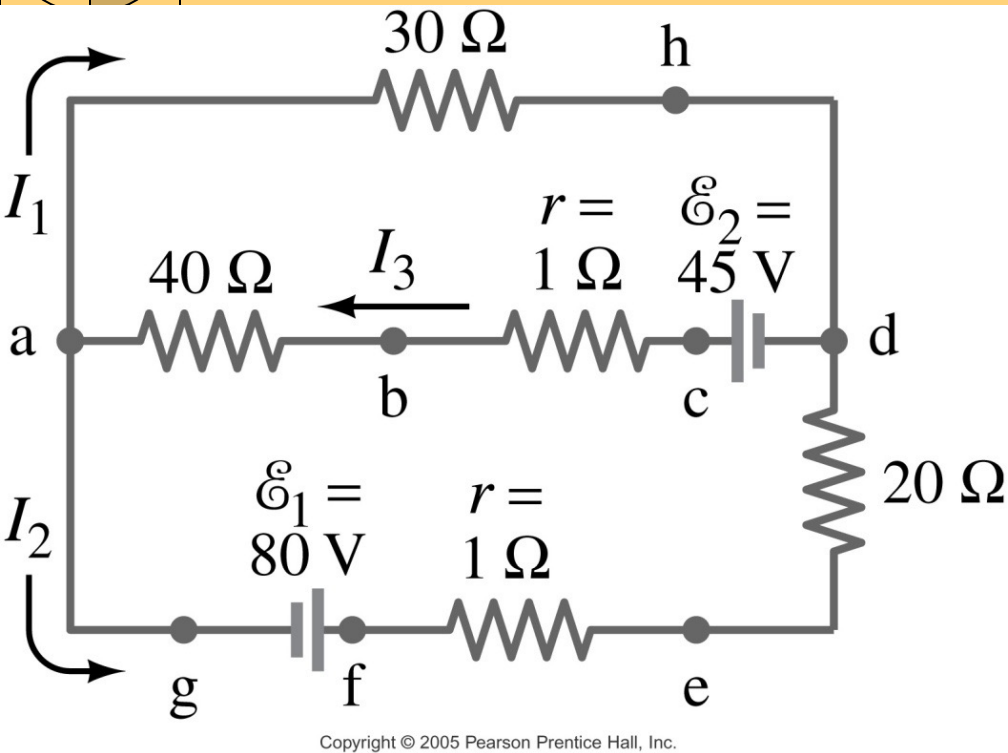 30 Ω
h
I1
r =
1 Ω
ℰ2 =
45 V
40 Ω
I3
a
b
c
d
20 Ω
I2
ℰ1 =
80 V
r =
1 Ω
g
f
e
Copyright © 2005 Pearson Prentice Hall, Inc.